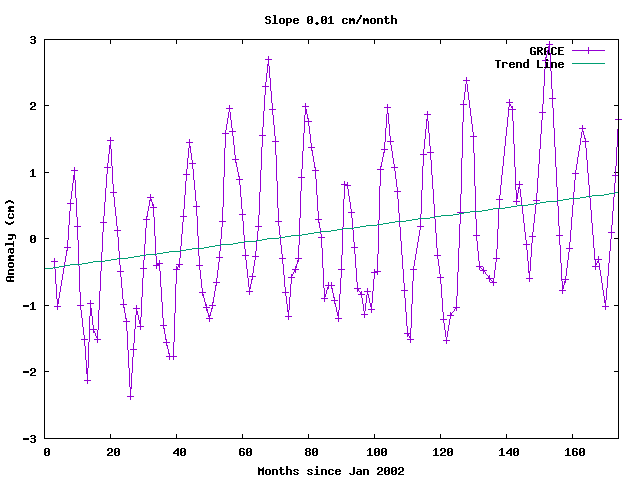 Slope 0.01 cm/month
GRACE
Trend Line
3
2
1
0
-1
-2
-3
Anomaly (cm)
0 20 40 60 80 100 120 140 160
Months since Jan 2002